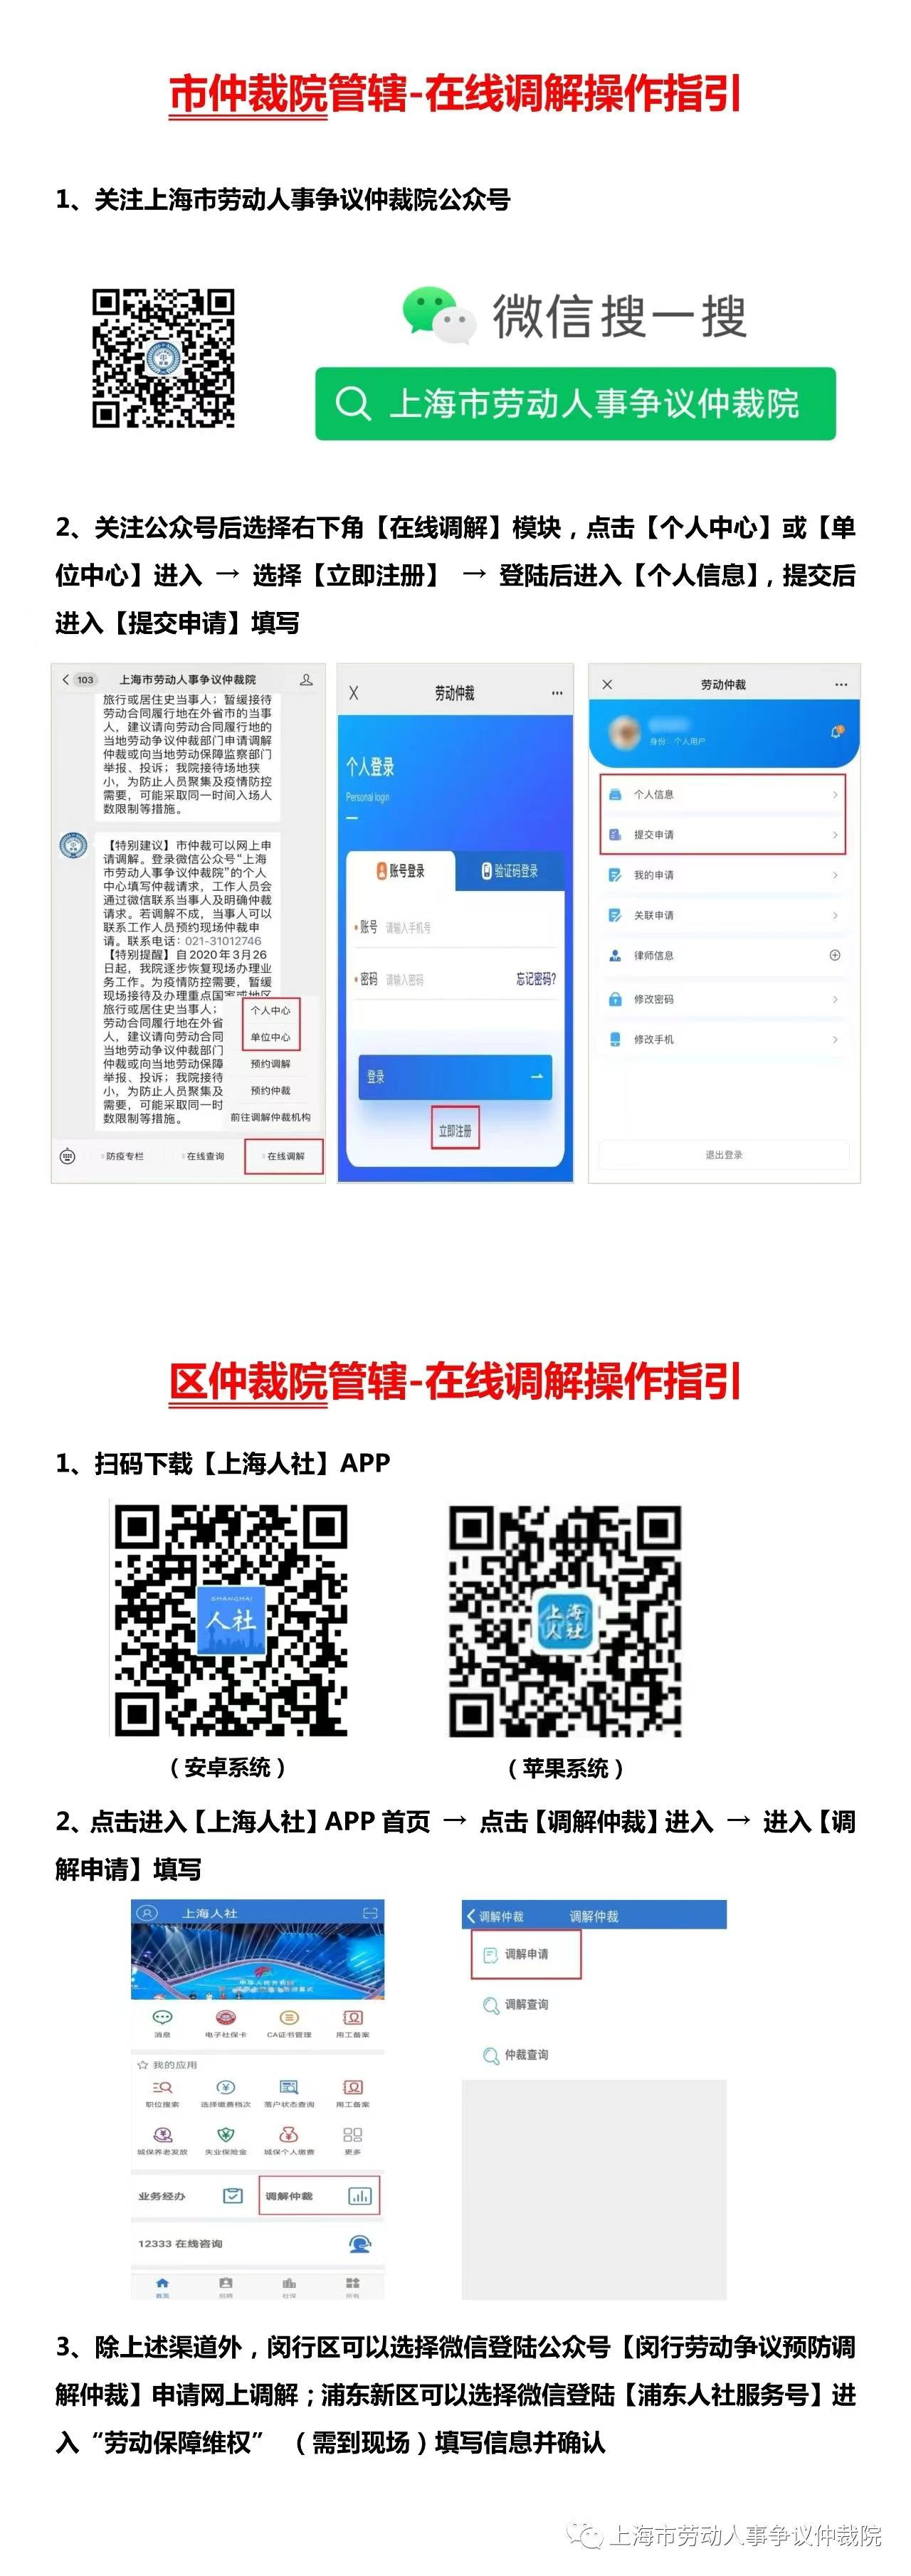 市仲裁院管辖-在线调解操作指引
1、关注上海市劳动人事争议仲裁院公众号
微信搜一搜
上海市劳动人事争议仲裁院
2、关注公众号后选择右下角【在线调解】模块，点击【个人中心】或【单
位中心】进入 → 选择【立即注册】 → 登陆后进入【个人信息】，提交后
进入【提交申请】填写
103
上海市劳动人事争议仲裁院
旅行或居住史当事人；暂缓接待
劳动合同履行地在外省市的当事
人，建议请向劳动合同履行地的
当地劳动争议仲裁部门申请调解
仲裁或向当地劳动保障监察部门
举报、投诉；我院接待场地狭
小，为防止人员聚集及疫情防控
需要，可能采取同一时间入场人
数限制等措施。
【特别建议】市仲裁可以网上申
请调解。登录微信公众号“上海
市劳动人事争议仲裁院”的个人
中心填写仲裁请求，工作人员会
通过微信联系当事人及明确仲裁
请求。若调解不成，当事人可以
联系工作人员预约现场仲裁申
请。联系电话：021-31012746
【特别提醒】自2020年3月26
日起，我院逐步恢复现场办理业
务工作。为疫情防控需要，暂缓
现场接待及办理重点国家或地区
旅行或居住史当事人；
劳动合同履行地在外省
人，建议请向劳动合同
当地劳动争议仲裁部门
仲裁或向当地劳动保障
举报、投诉；我院接待
小，为防止人员聚集及
需要，可能采取同一时
数限制等措施。
个人中心
单位中心
预约调解
预约仲裁
前往调解仲裁机构
防疫专栏
在线查询
在线调解
劳动仲裁
个人登录
Personal login
账号登录
验证码登录
账号 请输入手机号
密码 请输入密码 忘记密码?
登录
立即注册
劳动仲裁
身份：个人用户
个人信息
提交申请
我的申请
关联申请
律师信息
修改密码
修改手机
退出登录
区仲裁院管辖-在线调解操作指引
1、扫码下载【上海人社】APP
SHANGHAI
人社
上海
人社
（安卓系统）
（苹果系统）
2、点击进入【上海人社】APP 首页 → 点击【调解仲裁】进入 → 进入【调
解申请】填写
上海人社
消息 电子社保卡 CA证书管理 用工备案
我的应用
职位搜索 选择缴费档次 落户状态查询 用工备案
城保养老发放 失业保险金 城保个人缴费 更多
业务经办
调解仲裁
12333 在线咨询
首页 招聘 社保 所有
调解仲裁 调解仲裁
调解申请
调解查询
仲裁查询
3、除上述渠道外，闵行区可以选择微信登陆公众号【闵行劳动争议预防调
解仲裁】申请网上调解；浦东新区可以选择微信登陆【浦东人社服务号】进
入“劳动保障维权” （需到现场）填写信息并确认
上海市劳动人事争议仲裁院